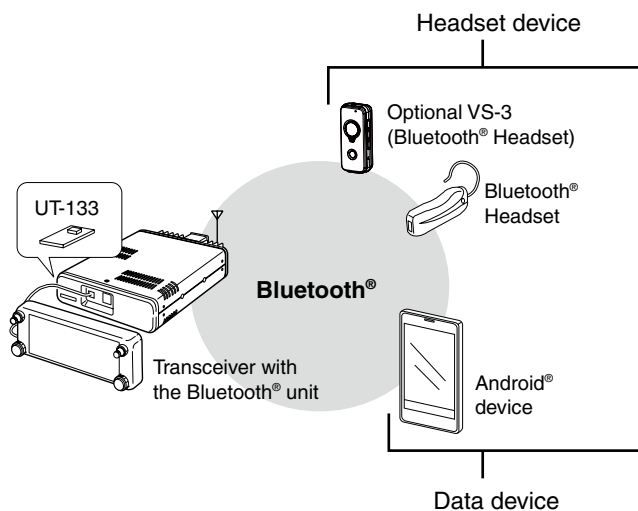 Headset device
Optional VS-3
(Bluetooth® Headset)
Bluetooth®
Headset
UT-133
Bluetooth®
Transceiver with
the Bluetooth® unit
Android®
device
Data device